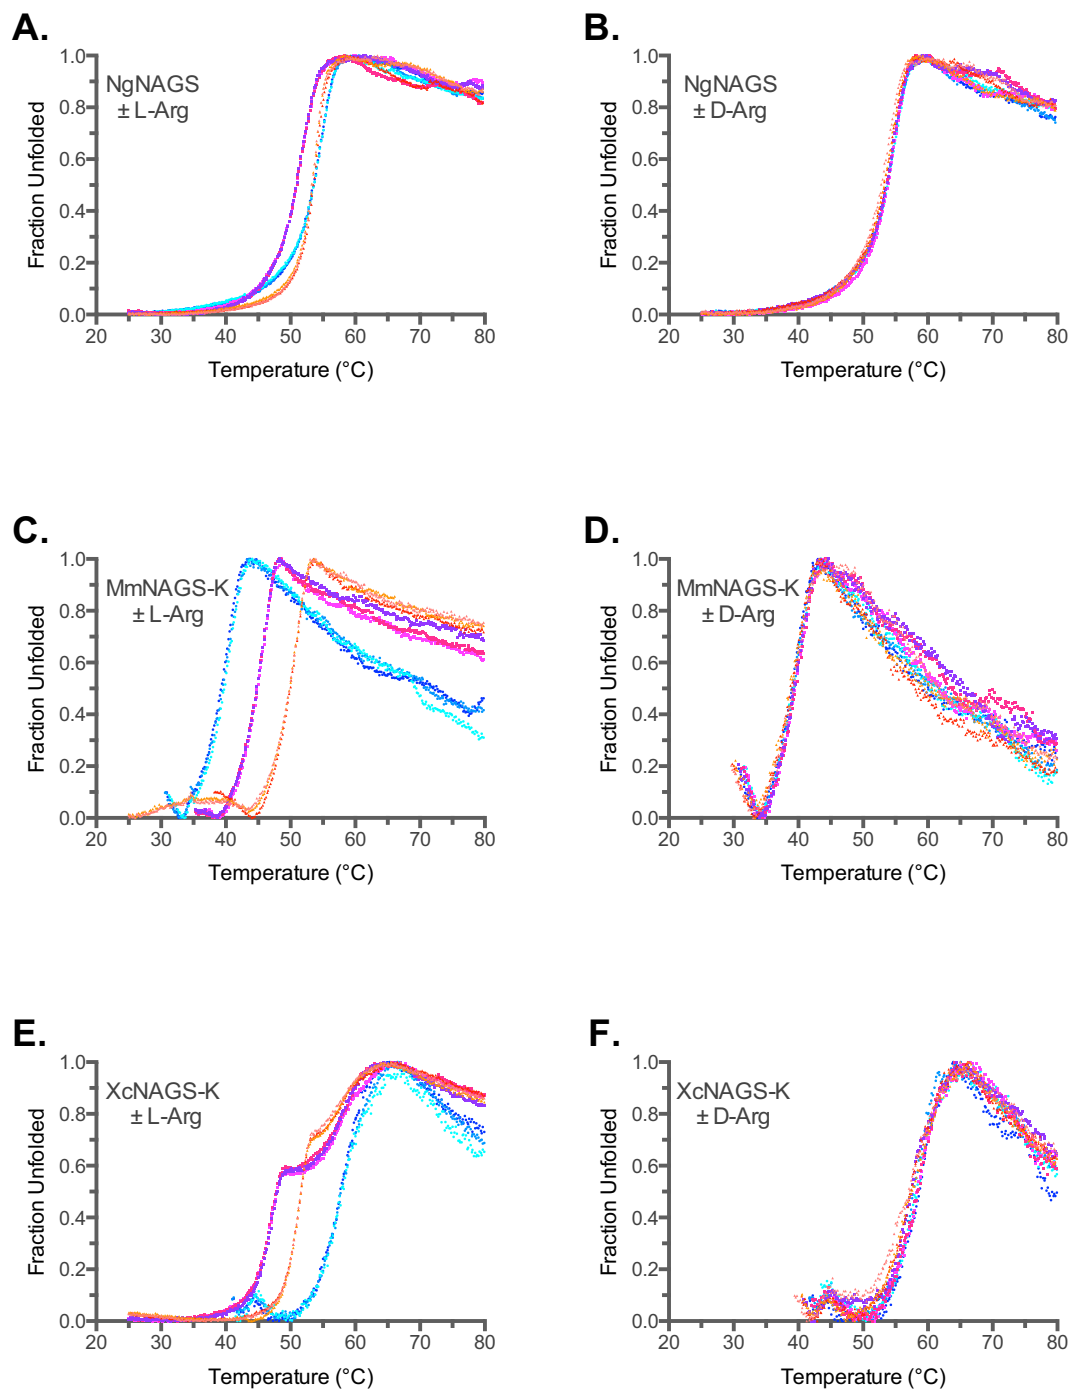 A.
NgNAGS
± L-Arg
Fraction Unfolded
1.0
0.8
0.6
0.4
0.2
0.0
20 30 40 50 60 70 80
Temperature (°C)
B.
NgNAGS
± D-Arg
Fraction Unfolded
1.0
0.8
0.6
0.4
0.2
0.0
20 30 40 50 60 70 80
Temperature (°C)
C.
MmNAGS-K
± L-Arg
Fraction Unfolded
1.0
0.8
0.6
0.4
0.2
0.0
20 30 40 50 60 70 80
Temperature (°C)
D.
MmNAGS-K
± D-Arg
Fraction Unfolded
1.0
0.8
0.6
0.4
0.2
0.0
20 30 40 50 60 70 80
Temperature (°C)
E.
XcNAGS-K
± L-Arg
Fraction Unfolded
1.0
0.8
0.6
0.4
0.2
0.0
20 30 40 50 60 70 80
Temperature (°C)
F.
XcNAGS-K
± D-Arg
Fraction Unfolded
1.0
0.8
0.6
0.4
0.2
0.0
20 30 40 50 60 70 80
Temperature (°C)